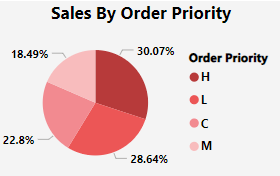 Sales By Order Priority
18.49%
30.07%
22.8%
28.64%
Order Priority
H
L
C
M